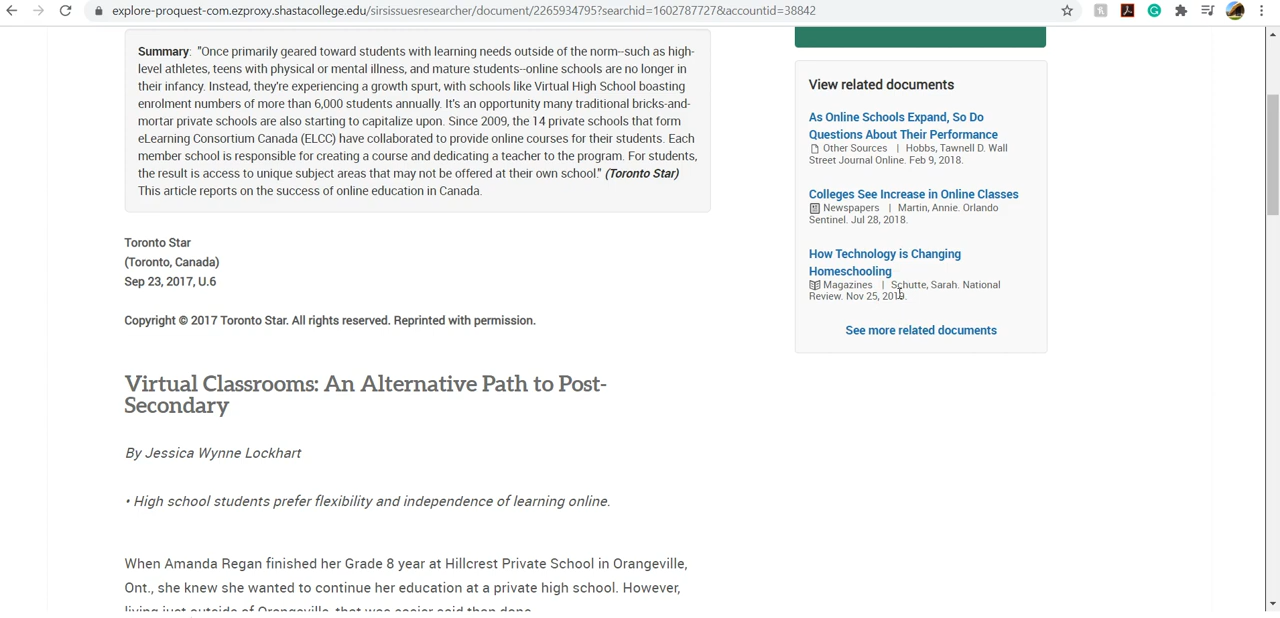 explore-proquest-com.ezproxy.shastacollege.edu/sirsissuesresearcher/document/2265934795?searchid=1602787727&accountid=38842
Summary: "Once primarily geared toward students with learning needs outside of the norm--such as high-
level athletes, teens with physical or mental illness, and mature students--online schools are no longer in
their infancy. Instead, they're experiencing a growth spurt, with schools like Virtual High School boasting
enrolment numbers of more than 6,000 students annually. It's an opportunity many traditional bricks-and-
mortar private schools are also starting to capitalize upon. Since 2009, the 14 private schools that form
eLearning Consortium Canada (ELCC) have collaborated to provide online courses for their students. Each
member school is responsible for creating a course and dedicating a teacher to the program. For students,
the result is access to unique subject areas that may not be offered at their own school." (Toronto Star)
This article reports on the success of online education in Canada.
Toronto Star
(Toronto, Canada)
Sep 23, 2017, U.6
Copyright © 2017 Toronto Star. All rights reserved. Reprinted with permission.
Virtual Classrooms: An Alternative Path to Post-
Secondary
By Jessica Wynne Lockhart
• High school students prefer flexibility and independence of learning online.
When Amanda Regan finished her Grade 8 year at Hillcrest Private School in Orangeville,
Ont., she knew she wanted to continue her education at a private high school. However,
living just outside of Orangeville, that was easier said than done.
View related documents
As Online Schools Expand, So Do
Questions About Their Performance
Other Sources | Hobbs, Tawnell D. Wall
Street Journal Online. Feb 9, 2018.
Colleges See Increase in Online Classes
Newspapers | Martin, Annie. Orlando
Sentinel. Jul 28, 2018.
How Technology is Changing
Homeschooling
Magazines | Schutte, Sarah. National
Review. Nov 25, 2019.
See more related documents